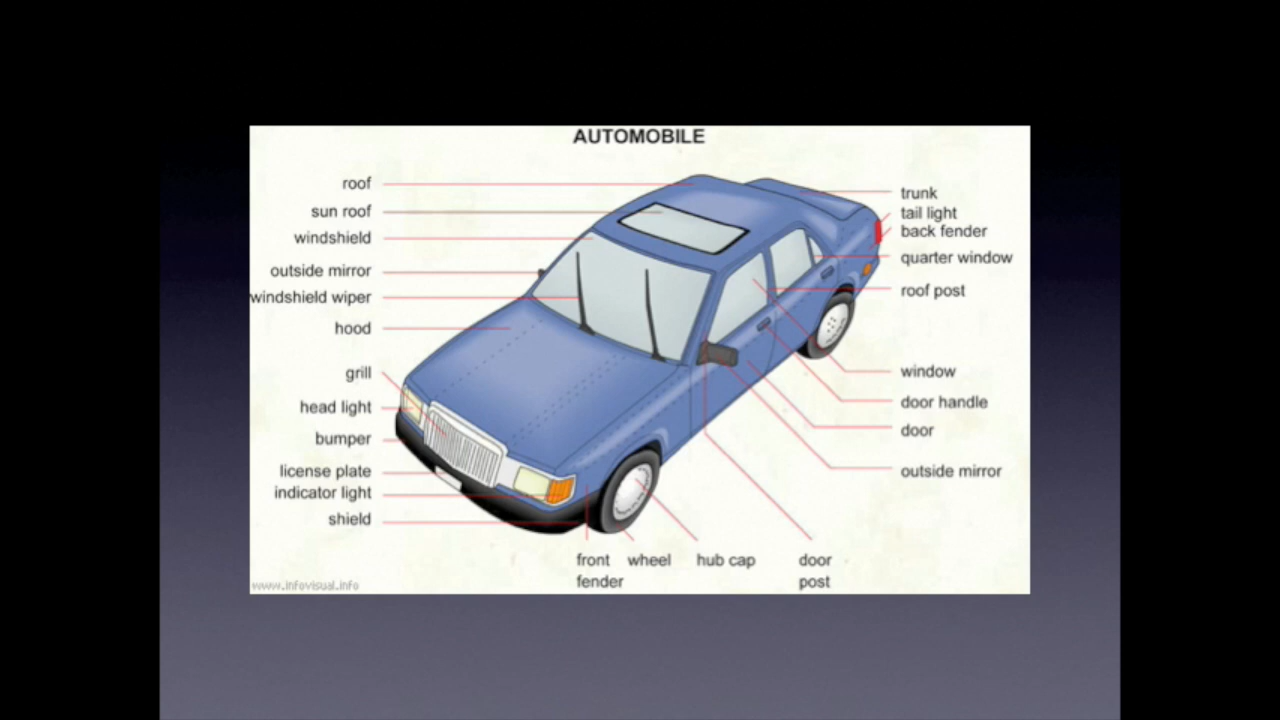 AUTOMOBILE
roof
sun roof
windshield
outside mirror
windshield wiper
hood
grill
head light
bumper
license plate
indicator light
shield
trunk
tail light
back fender
quarter window
roof post
window
door handle
door
outside mirror
front
fender
wheel
hub cap
door
post
www.infovisual.info